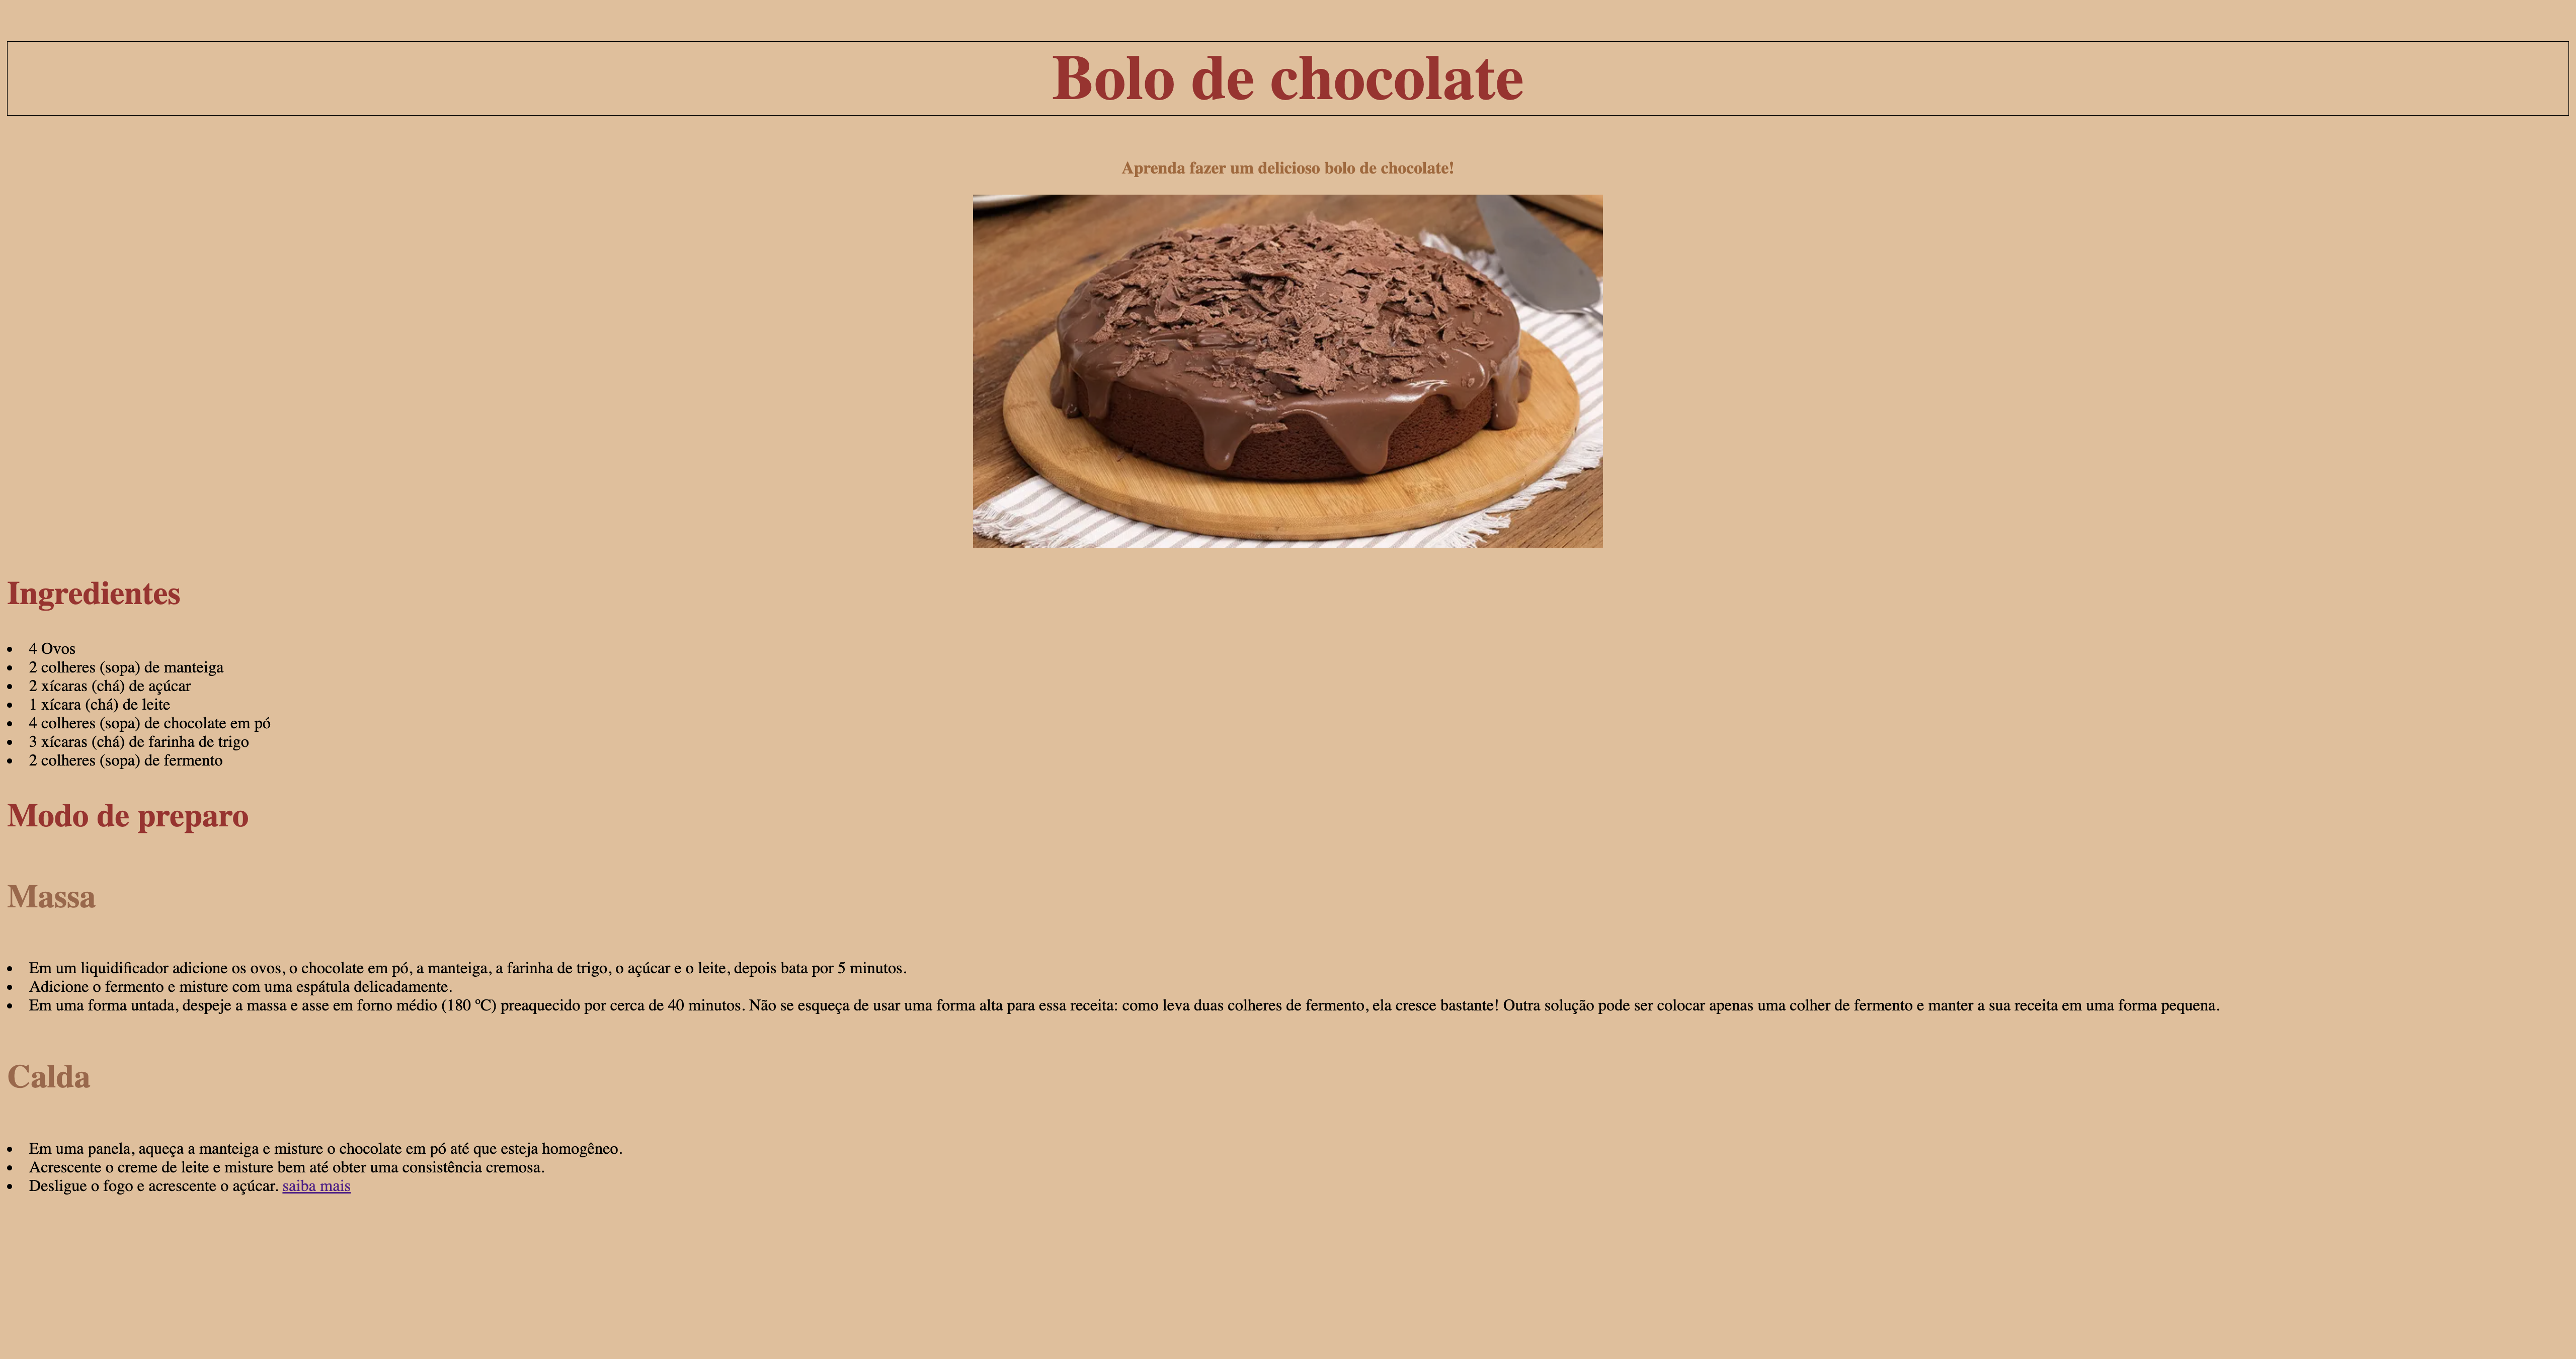 Bolo de chocolate
Aprenda fazer um delicioso bolo de chocolate!
Ingredientes
4 Ovos
2 colheres (sopa) de manteiga
2 xícaras (chá) de açúcar
1 xícara (chá) de leite
4 colheres (sopa) de chocolate em pó
3 xícaras (chá) de farinha de trigo
2 colheres (sopa) de fermento
Modo de preparo
Massa
Em um liquidificador adicione os ovos, o chocolate em pó, a manteiga, a farinha de trigo, o açúcar e o leite, depois bata por 5 minutos.
Adicione o fermento e misture com uma espátula delicadamente.
Em uma forma untada, despeje a massa e asse em forno médio (180 ºC) preaquecido por cerca de 40 minutos. Não se esqueça de usar uma forma alta para essa receita: como leva duas colheres de fermento, ela cresce bastante! Outra solução pode ser colocar apenas uma colher de fermento e manter a sua receita em uma forma pequena.
Calda
Em uma panela, aqueça a manteiga e misture o chocolate em pó até que esteja homogêneo.
Acrescente o creme de leite e misture bem até obter uma consistência cremosa.
Desligue o fogo e acrescente o açúcar. saiba mais